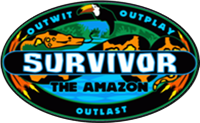 OUTWIT OUTPLAY
SURVIVOR
THE AMAZON
OUTLAST